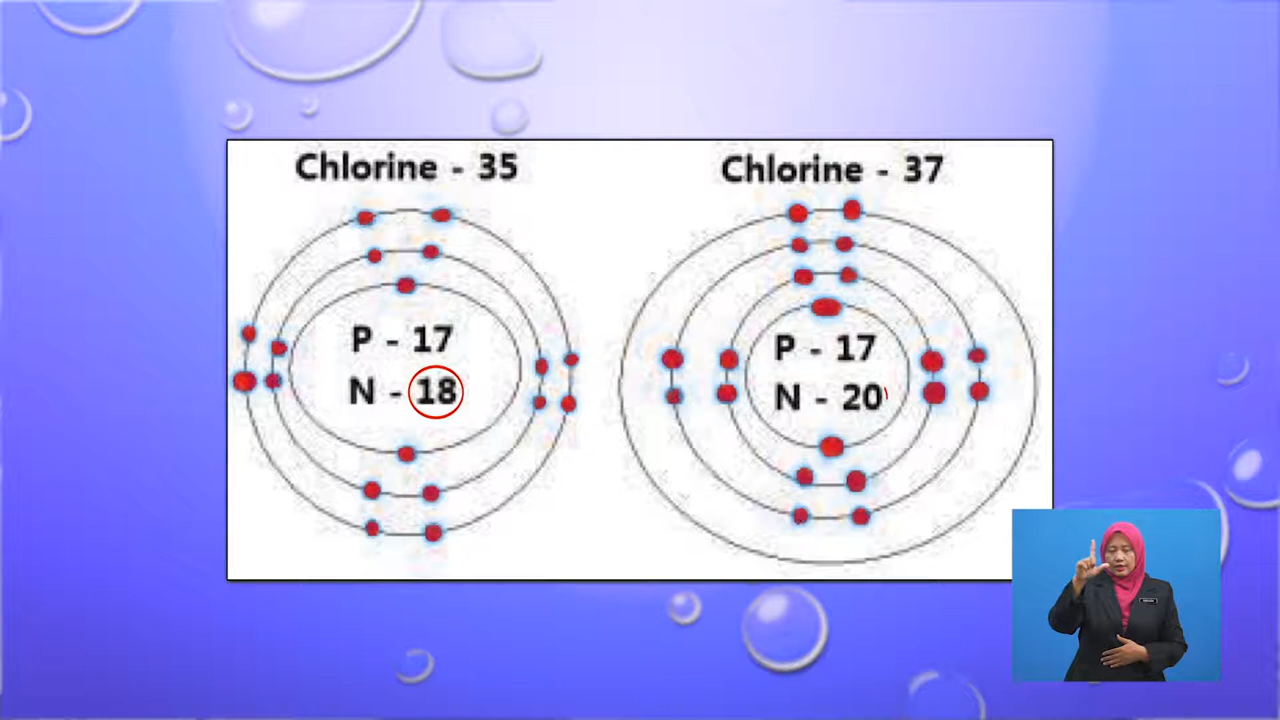 Chlorine - 35
P - 17
N - 18
Chlorine - 37
P - 17
N - 20